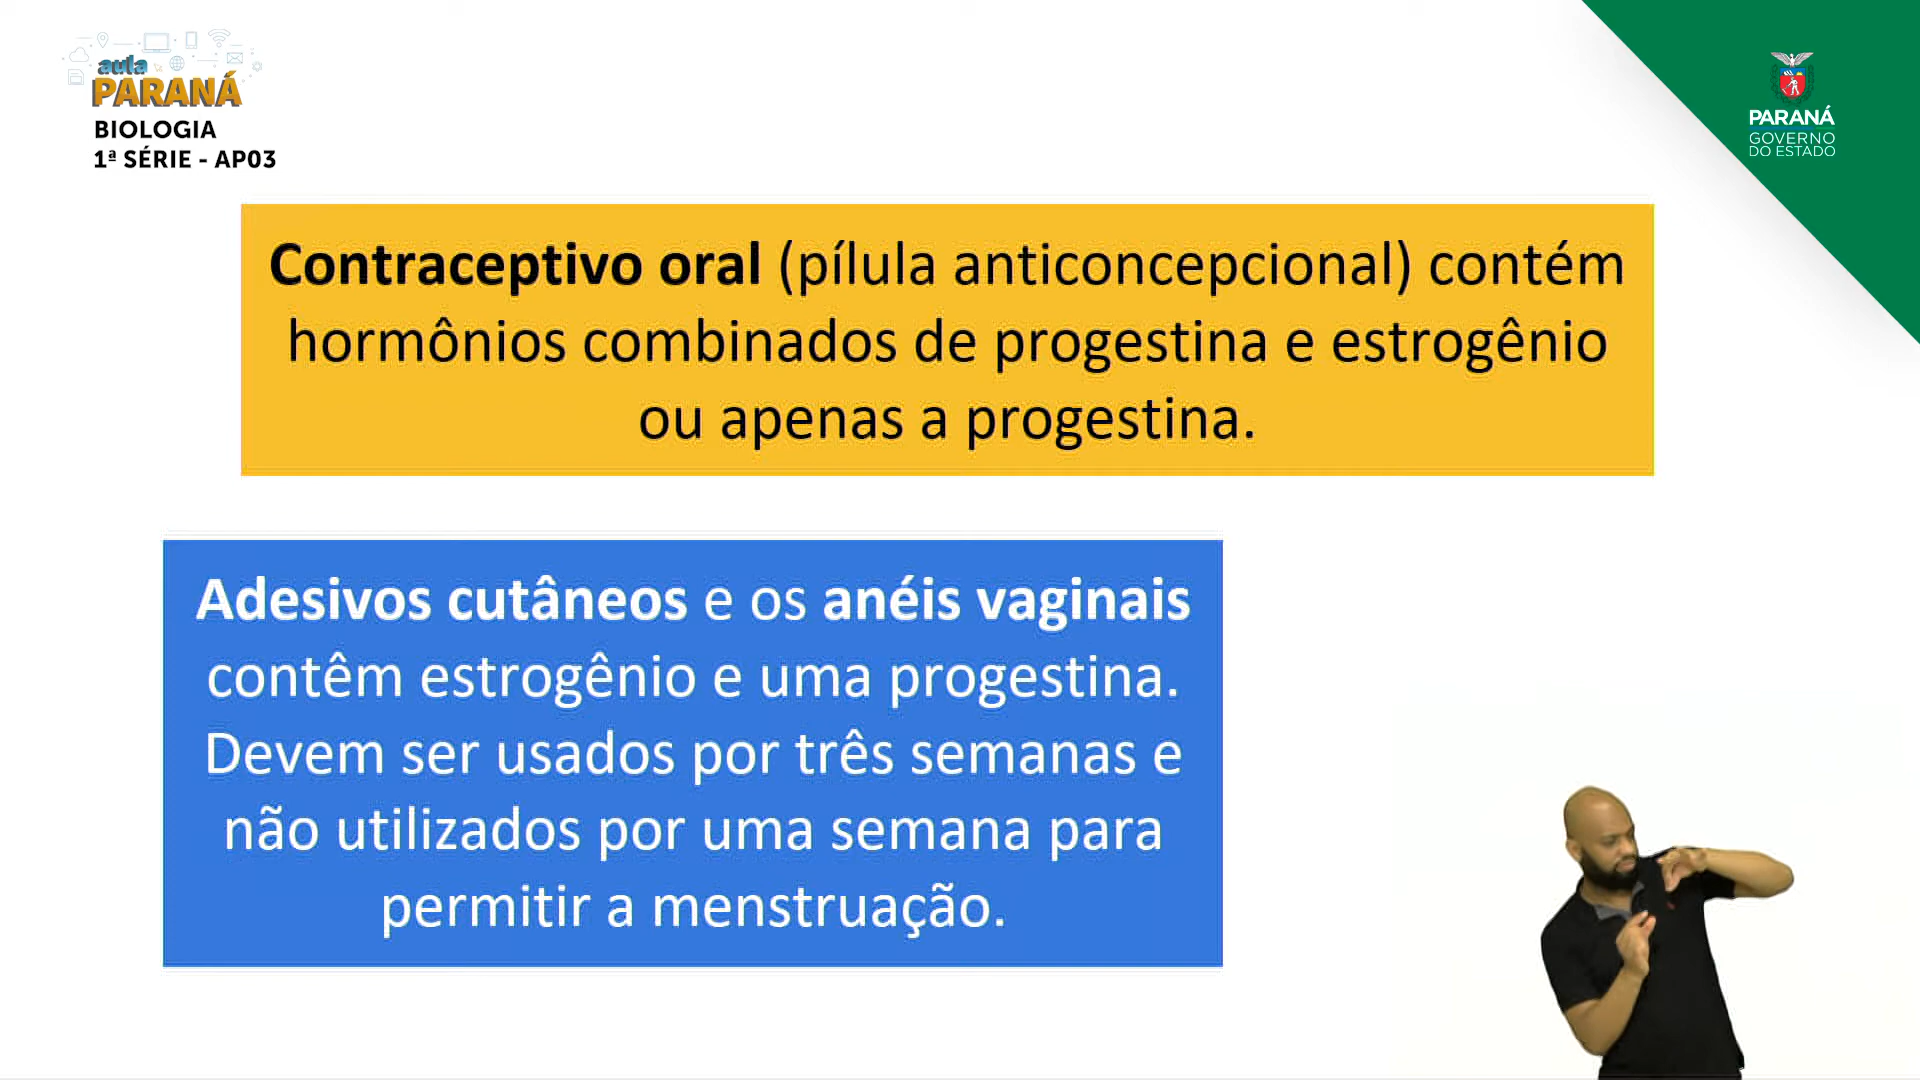 aula
PARANÁ
BIOLOGIA
1ª SÉRIE - AP03
PARANÁ
GOVERNO
DO ESTADO
Contraceptivo oral (pílula anticoncepcional) contém
hormônios combinados de progestina e estrogênio
ou apenas a progestina.
Adesivos cutâneos e os anéis vaginais
contêm estrogênio e uma progestina.
Devem ser usados por três semanas e
não utilizados por uma semana para
permitir a menstruação.